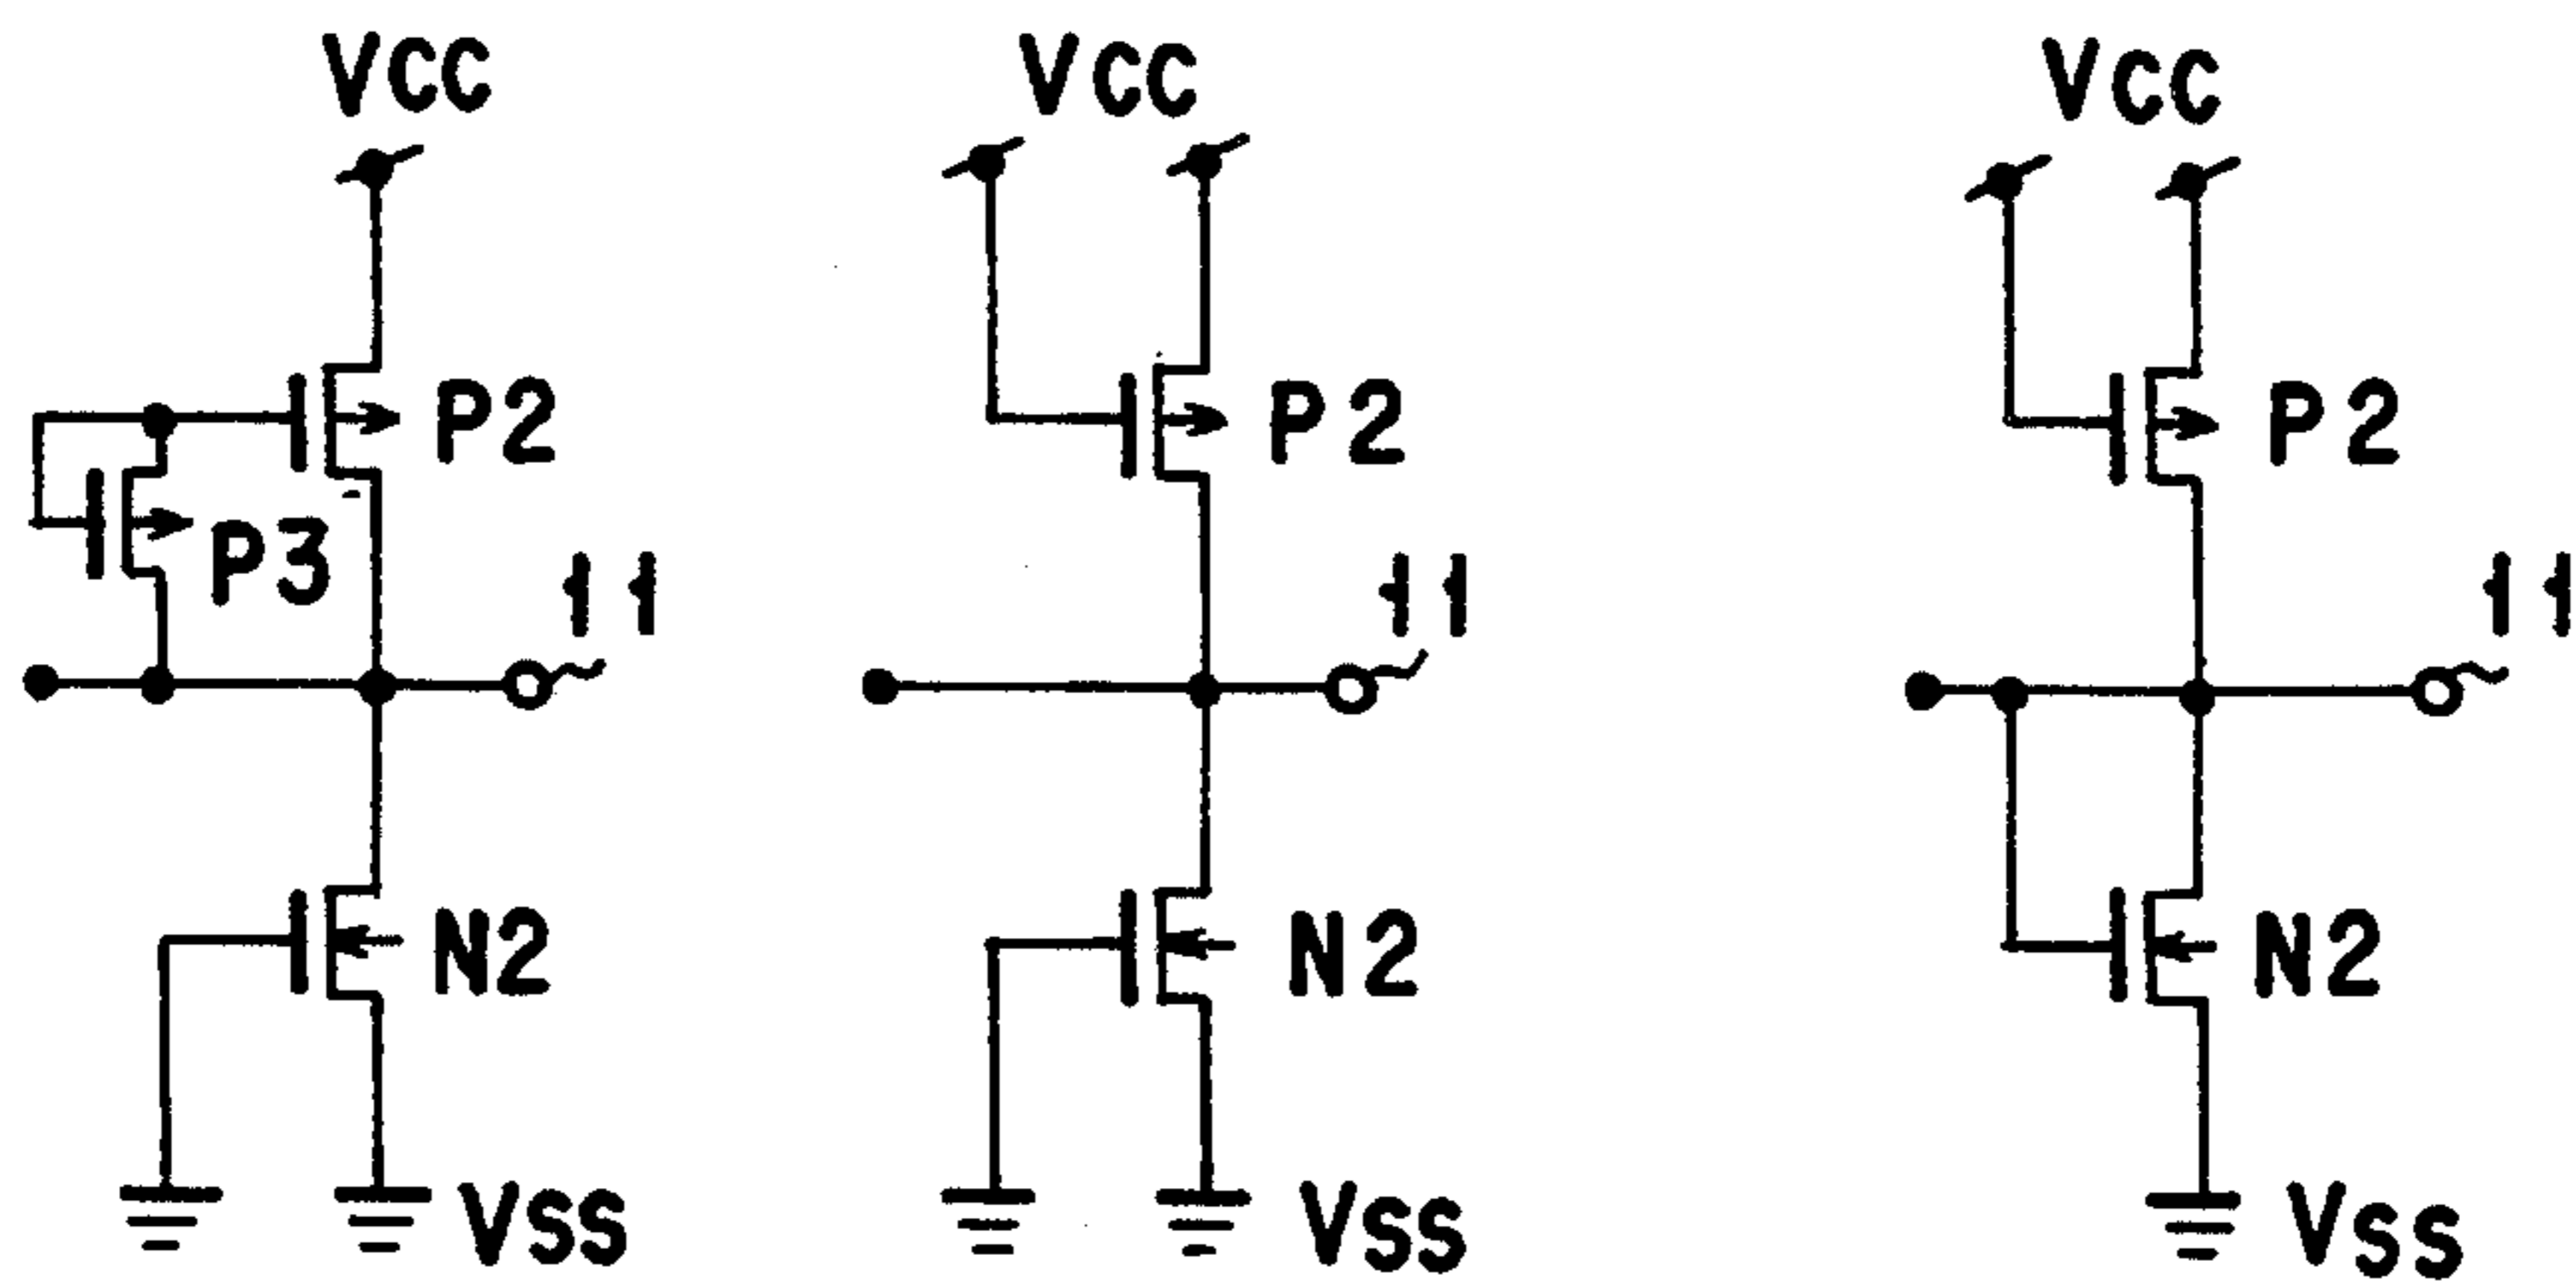 VCC VCC VCC
P2 P2 P2
P3
11 11 11
N2 N2 N2
VSS VSS VSS